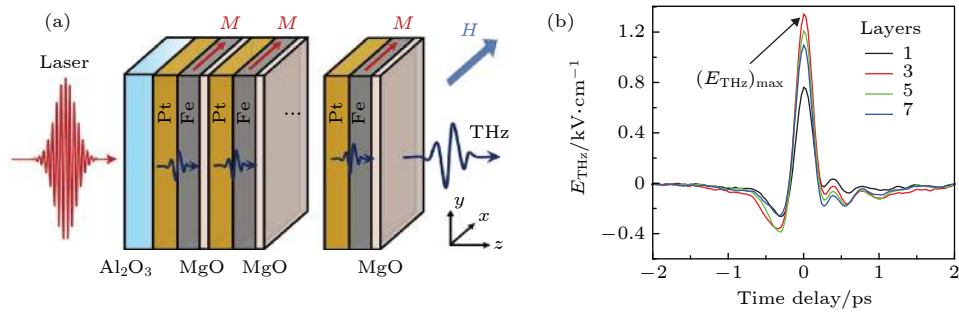 (a)
M
M
M
H
Laser
Pt
Fe
Pt
Fe
...
Pt
Fe
THz
y
x
z
Al₂O₃
MgO
MgO
MgO
(b)
E_THz/kV·cm⁻¹
1.2
0.8
0.4
0
−0.4
(E_THz)max
Layers
1
3
5
7
−2
−1
0
1
2
Time delay/ps